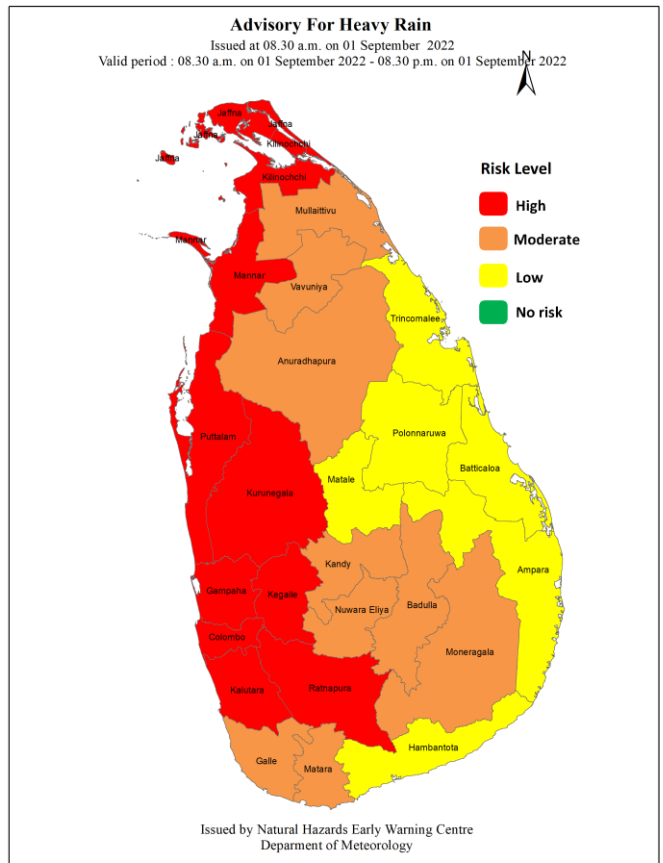 Advisory For Heavy Rain
Issued at 08.30 a.m. on 01 September 2022
Valid period : 08.30 a.m. on 01 September 2022 - 08.30 p.m. on 01 September 2022
N
Jaffna
Jaffna
Jaffna
Kilinochchi
Jaffna
Kilinochchi
Risk Level
High
Mullaittivu
Mannar
Moderate
Mannar
Vavuniya
Low
Trincomalee
No risk
Anuradhapura
Puttalam
Polonnaruwa
Batticaloa
Matale
Kurunegala
Kandy
Ampara
Gampaha
Kegalle
Badulla
Nuwara Eliya
Colombo
Moneragala
Kalutara
Ratnapura
Hambantota
Galle
Matara
Issued by Natural Hazards Early Warning Centre
Deparment of Meteorology